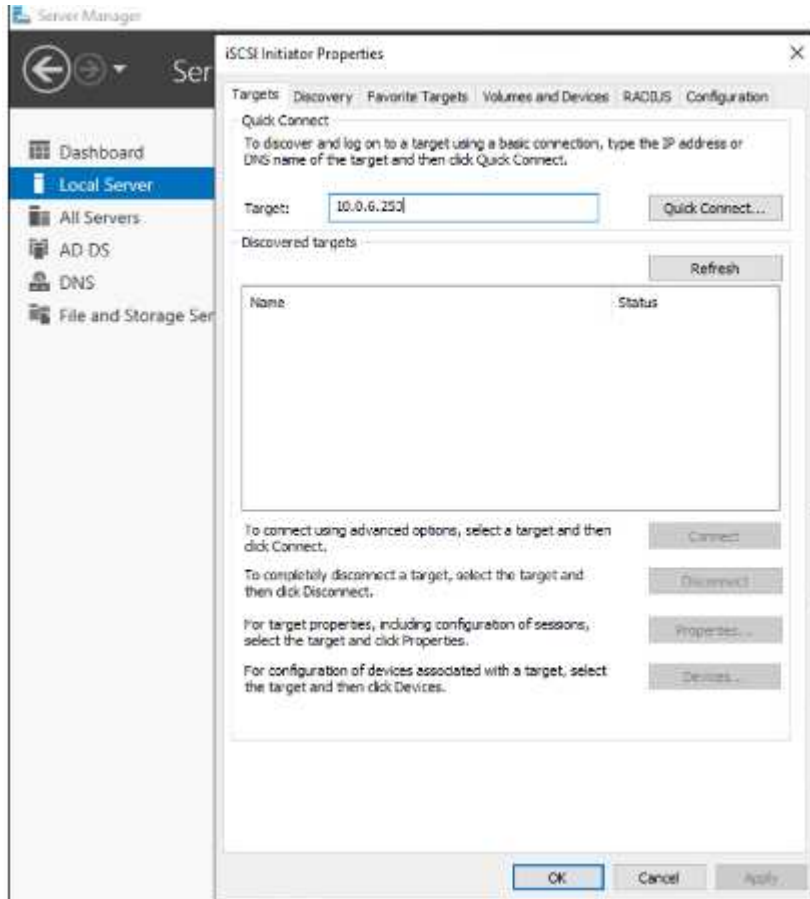 Server Manager
Ser
iSCSI Initiator Properties
Targets Discovery Favorite Targets Volumes and Devices RADIUS Configuration
Dashboard
Local Server
All Servers
AD DS
DNS
File and Storage Ser
Quick Connect
To discover and log on to a target using a basic connection, type the IP address or
DNS name of the target and then click Quick Connect.
Target: 10.0.6.253 Quick Connect...
Discovered targets
Refresh
Name Status
To connect using advanced options, select a target and then
click Connect.
Connect
To completely disconnect a target, select the target and
then click Disconnect.
Disconnect
For target properties, including configuration of sessions,
select the target and click Properties.
Properties...
For configuration of devices associated with a target, select
the target and then click Devices.
Devices...
OK Cancel Apply